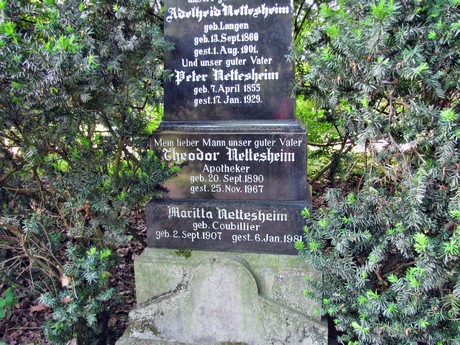 Adelheid Nettesheim
geb. Langen
geb. 13. Sept. 1860
gest. 1. Aug. 1901.
Und unser guter Vater
Peter Nettesheim
geb. 7. April 1855
gest. 17. Jan. 1929.
Mein lieber Mann unser guter Vater
Theodor Nettesheim
Apotheker
geb. 20. Sept. 1890
gest. 25. Nov. 1967
Marilla Nettesheim
geb. Coubillier
geb. 2. Sept. 1907 gest. 6. Jan. 1981